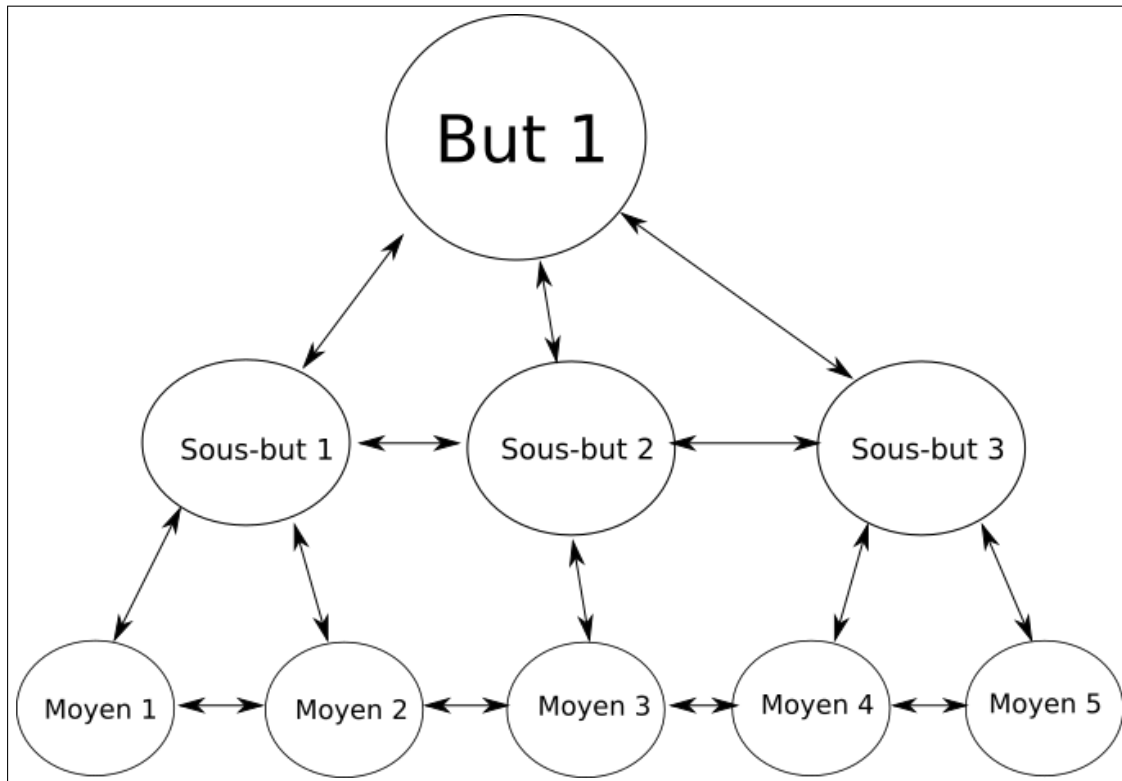 But 1
Sous-but 1
Sous-but 2
Sous-but 3
Moyen 1
Moyen 2
Moyen 3
Moyen 4
Moyen 5